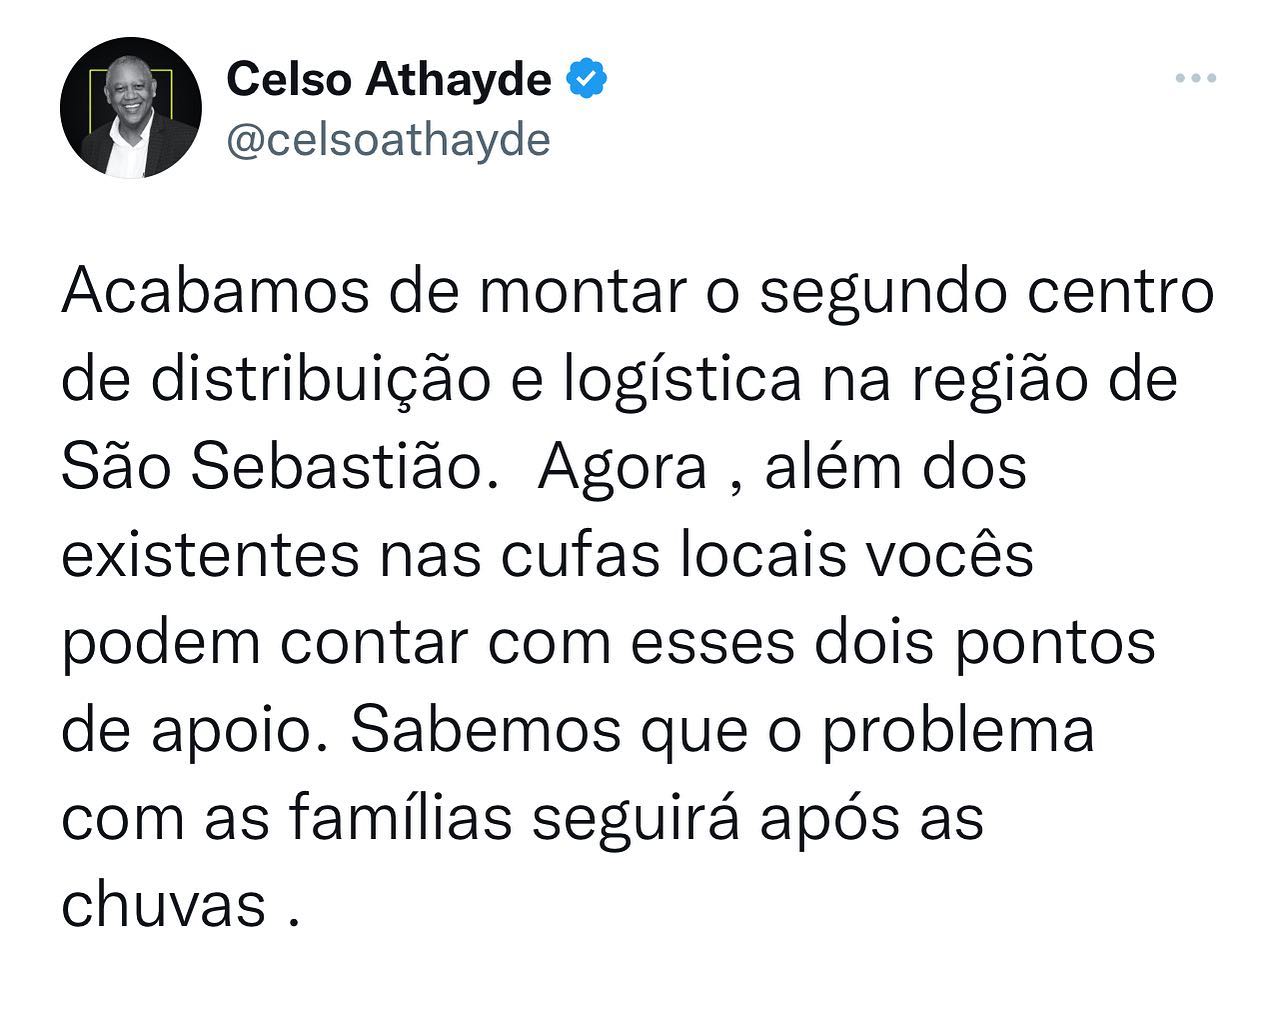 Celso Athayde
@celsoathayde
Acabamos de montar o segundo centro
de distribuição e logística na região de
São Sebastião.  Agora , além dos
existentes nas cufas locais vocês
podem contar com esses dois pontos
de apoio. Sabemos que o problema
com as famílias seguirá após as
chuvas .